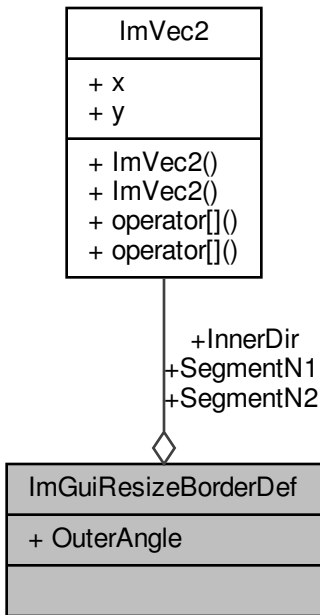 ImVec2
+ x
+ y
+ ImVec2()
+ ImVec2()
+ operator[]()
+ operator[]()
+InnerDir
+SegmentN1
+SegmentN2
ImGuiResizeBorderDef
+ OuterAngle